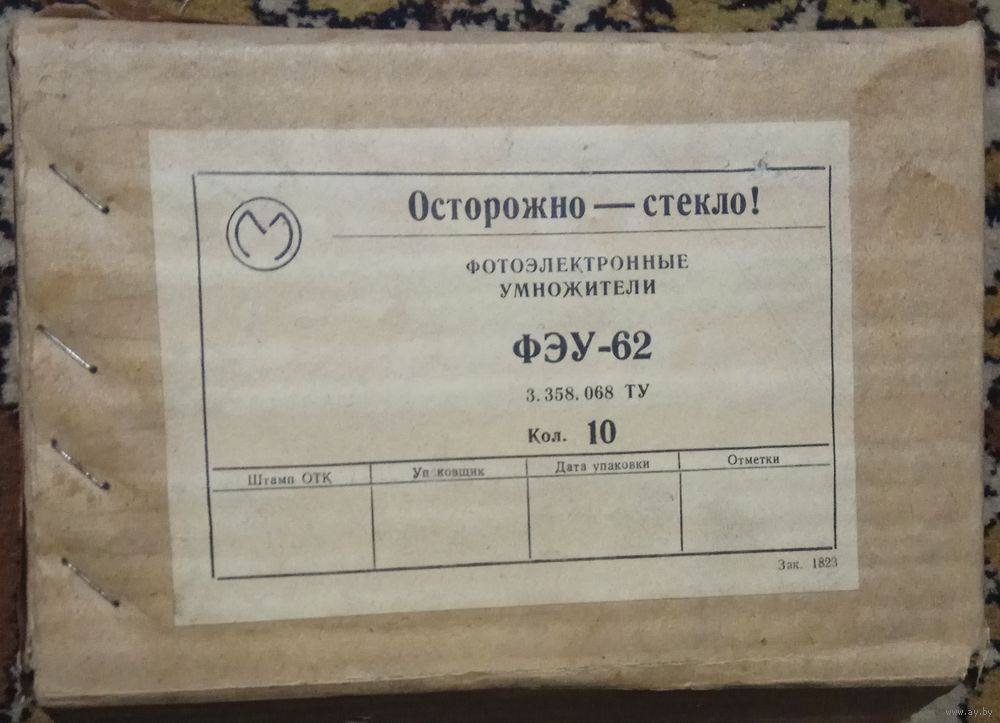 Осторожно — стекло!
ФОТОЭЛЕКТРОННЫЕ
УМНОЖИТЕЛИ
ФЭУ-62
3.358.068 ТУ
Кол. 10
Штамп ОТК Упаковщик Дата упаковки Отметки
Зак. 1823
www.ay.by